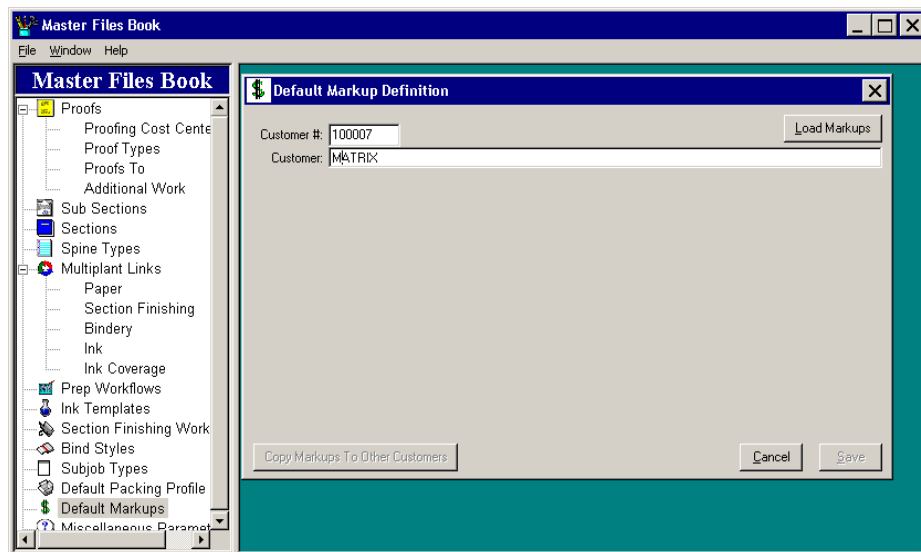 Master Files Book
File Window Help
Master Files Book
Proofs
Proofing Cost Cente
Proof Types
Proofs To
Additional Work
Sub Sections
Sections
Spine Types
Multiplant Links
Paper
Section Finishing
Bindery
Ink
Ink Coverage
Prep Workflows
Ink Templates
Section Finishing Work
Bind Styles
Subjob Types
Default Packing Profile
Default Markups
Miscellaneous Paramet
Default Markup Definition
Customer #: 100007
Load Markups
Customer: MATRIX
Copy Markups To Other Customers
Cancel
Save